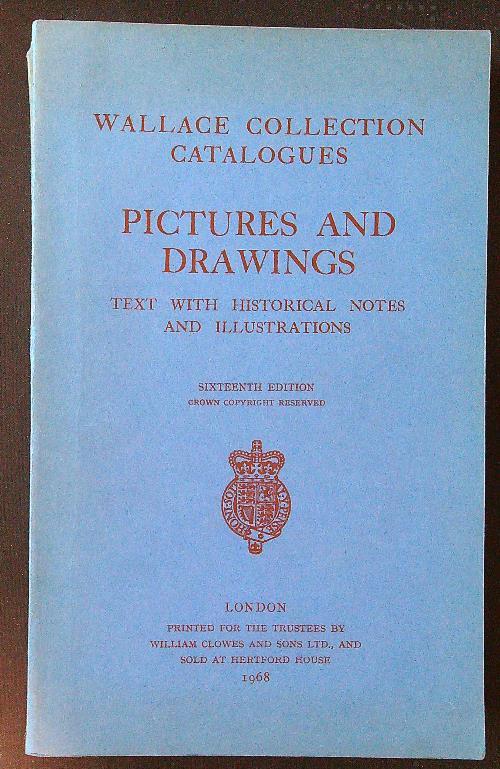 WALLACE COLLECTION
CATALOGUES
PICTURES AND
DRAWINGS
TEXT WITH HISTORICAL NOTES
AND ILLUSTRATIONS
SIXTEENTH EDITION
CROWN COPYRIGHT RESERVED
LONDON
PRINTED FOR THE TRUSTEES BY
WILLIAM CLOWES AND SONS LTD., AND
SOLD AT HERTFORD HOUSE
1968